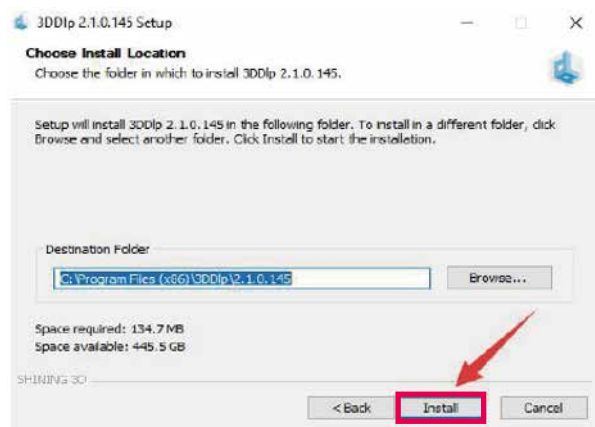 3DDlp 2.1.0.145 Setup
Choose Install Location
Choose the folder in which to install 3DDlp 2.1.0.145.
Setup will install 3DDlp 2.1.0.145 in the following folder. To install in a different folder, click
Browse and select another folder. Click Install to start the installation.
Destination Folder
C:\Program Files (x86)\3DDlp\2.1.0.145
Browse...
Space required: 134.7 MB
Space available: 445.5 GB
SHINING 3D
< Back
Install
Cancel